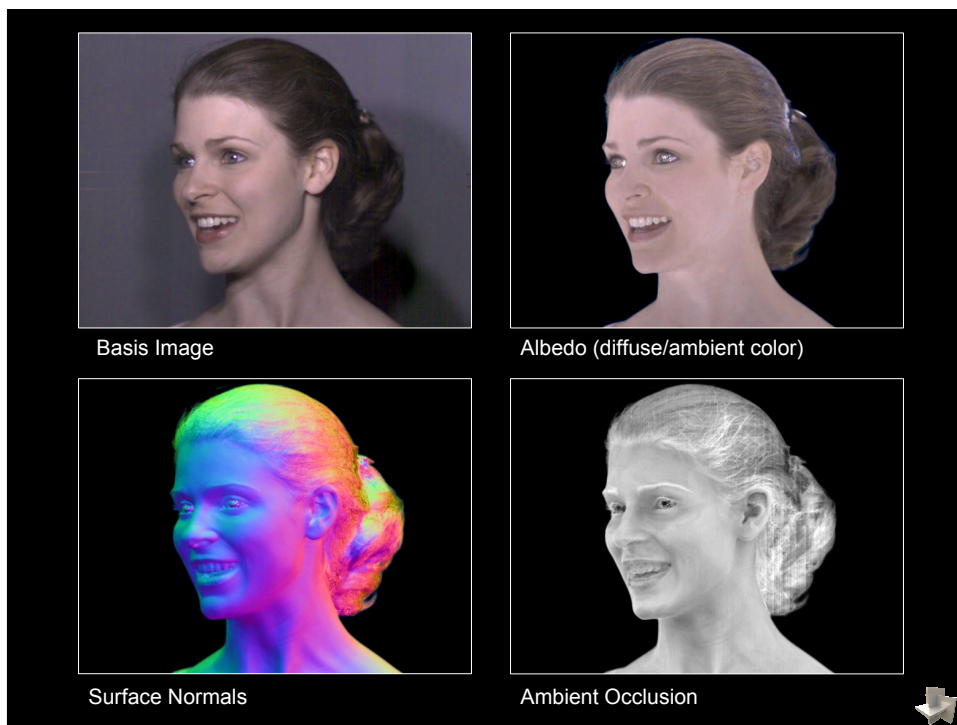 Basis Image
Albedo (diffuse/ambient color)
Surface Normals
Ambient Occlusion